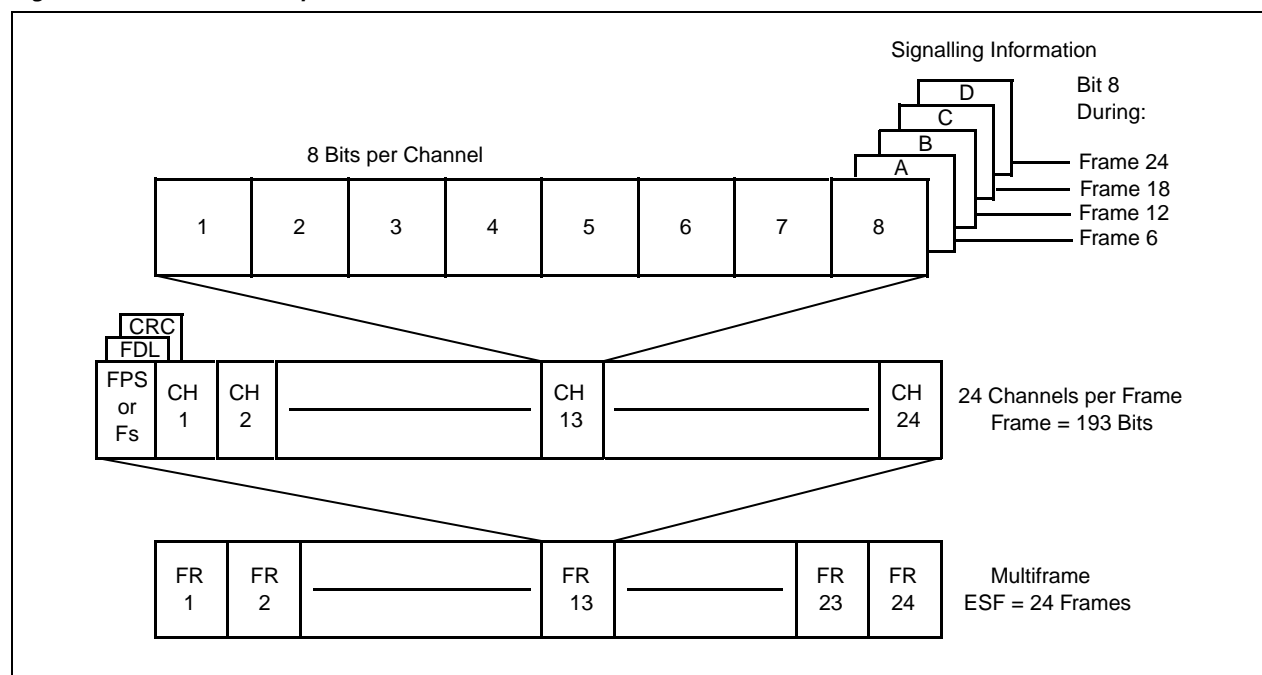 Signalling Information
Bit 8
During:
D
C
B
A
Frame 24
Frame 18
Frame 12
Frame 6
8 Bits per Channel
1 2 3 4 5 6 7 8
CRC
FDL
FPS
or
Fs
CH
1
CH
2
CH
13
CH
24
24 Channels per Frame
Frame = 193 Bits
FR
1
FR
2
FR
13
FR
23
FR
24
Multiframe
ESF = 24 Frames